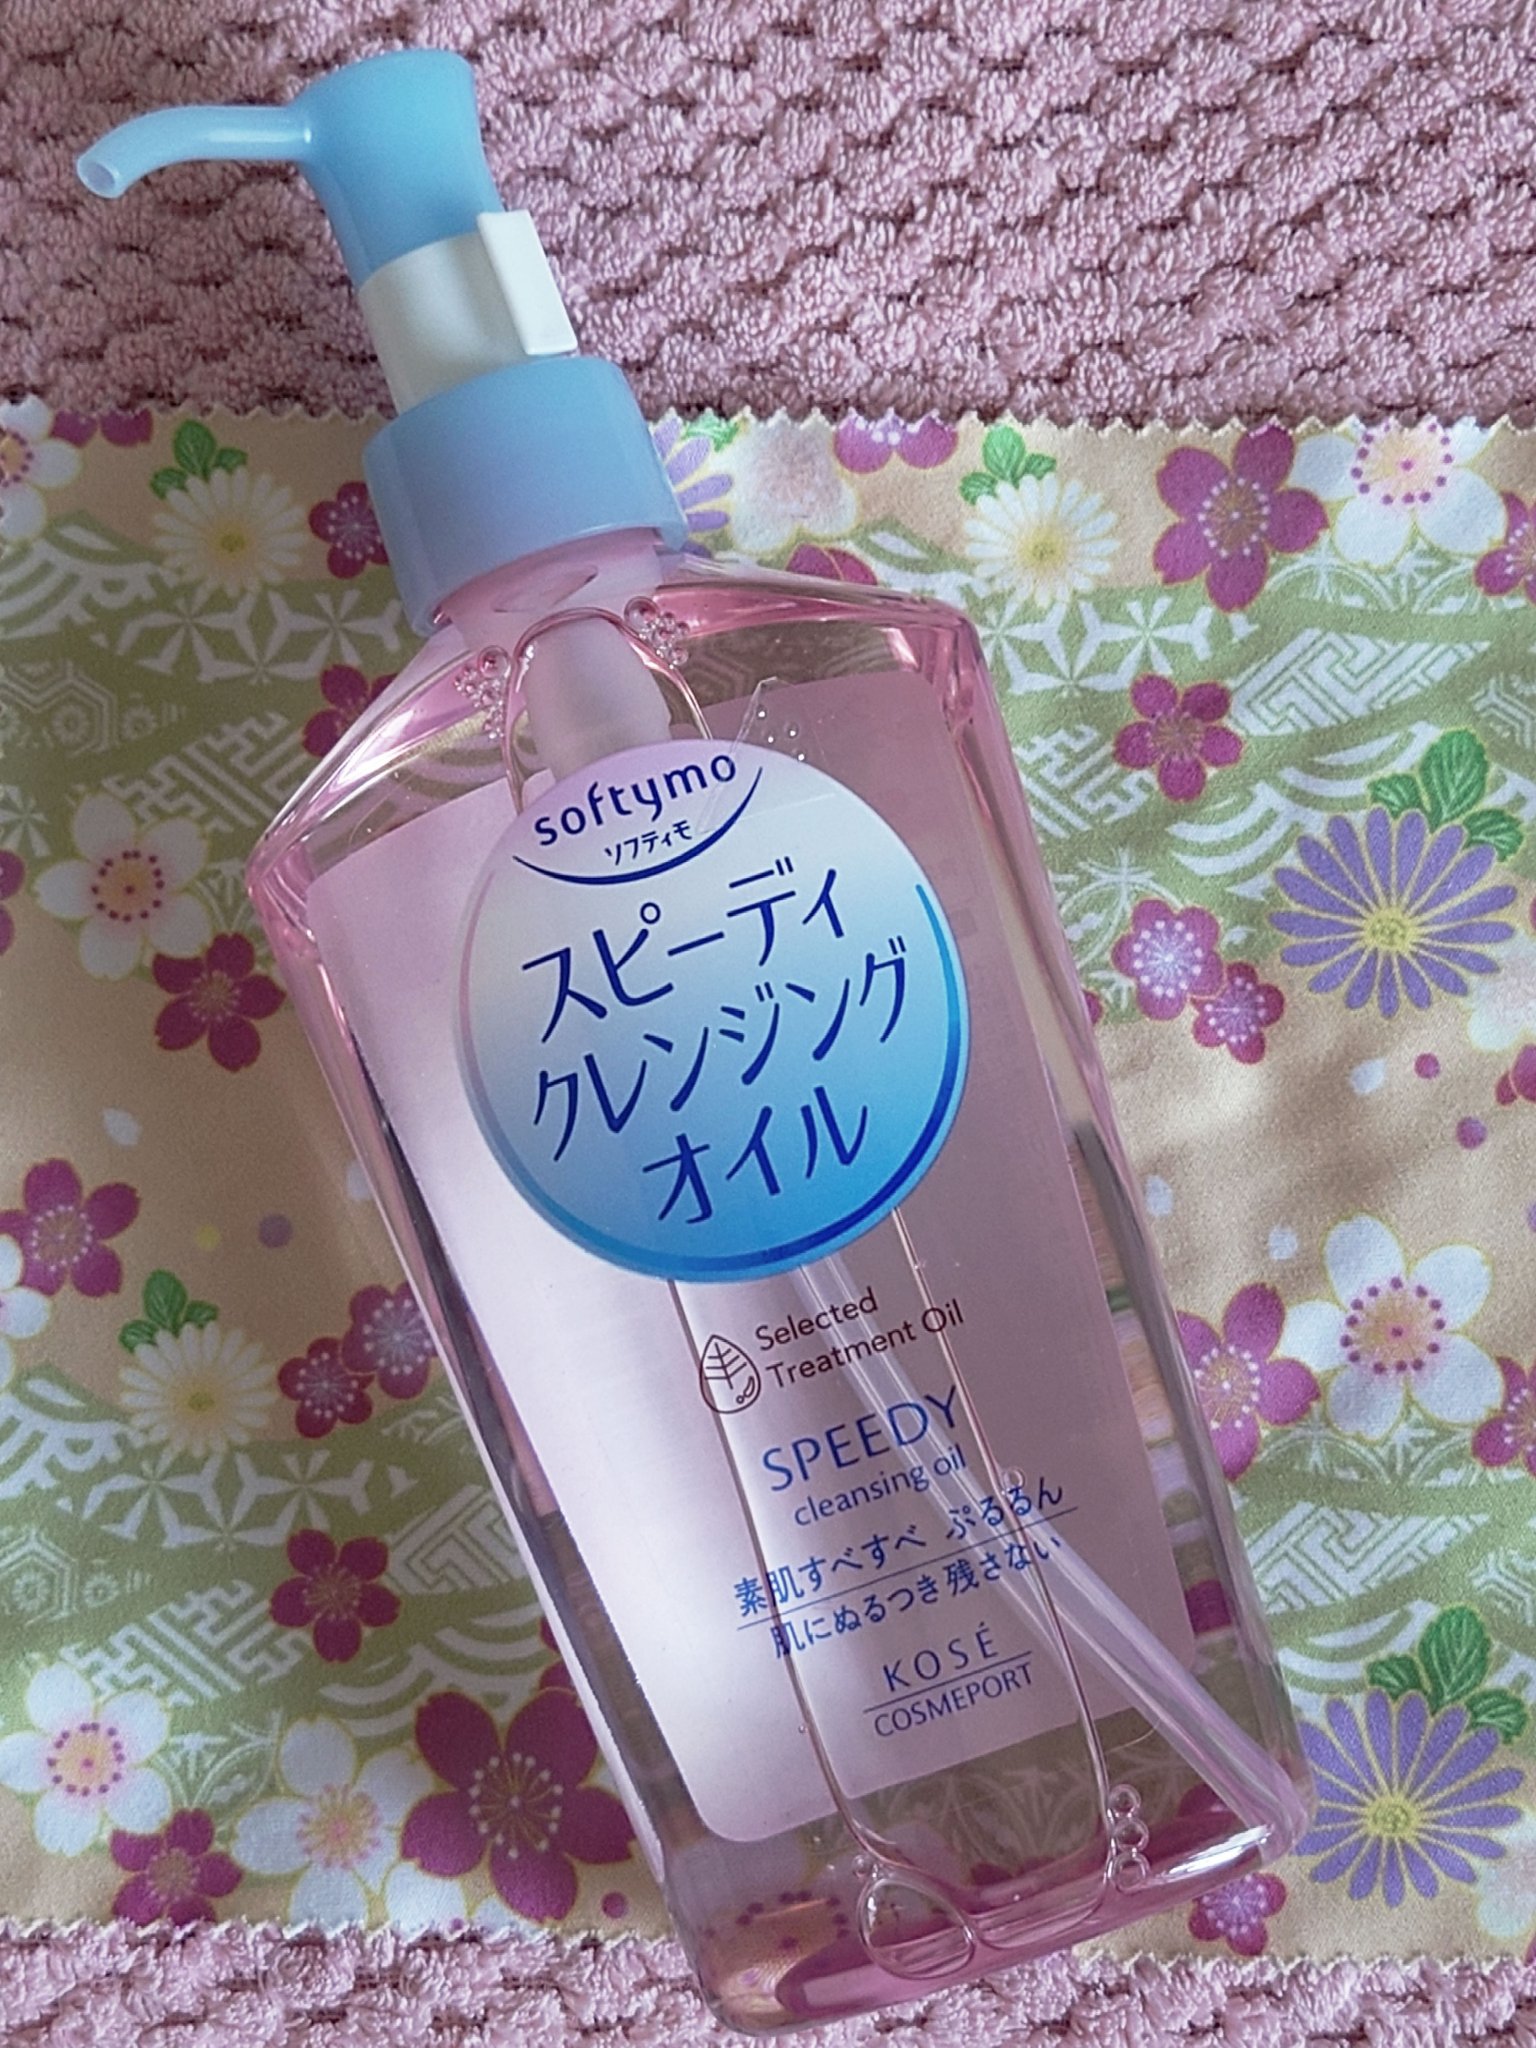 softymo
ソフティモ
スピーディ
クレンジング
オイル
Selected
Treatment Oil
SPEEDY
cleansing oil
素肌すべすべ ぷるるん
肌にぬるつき残さない
KOSÉ
COSMEPORT